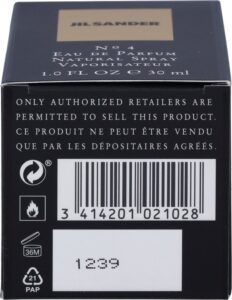 JIL SANDER
Nº 4
EAU DE PARFUM
NATURAL SPRAY
VAPORISATEUR
1.0 FL OZ ℮ 30 ml
ONLY AUTHORIZED RETAILERS ARE
PERMITTED TO SELL THIS PRODUCT.
CE PRODUIT NE PEUT ÊTRE VENDU
QUE PAR LES DÉPOSITAIRES AGRÉÉS.
3 414201 021028
36M
1239
21
PAP